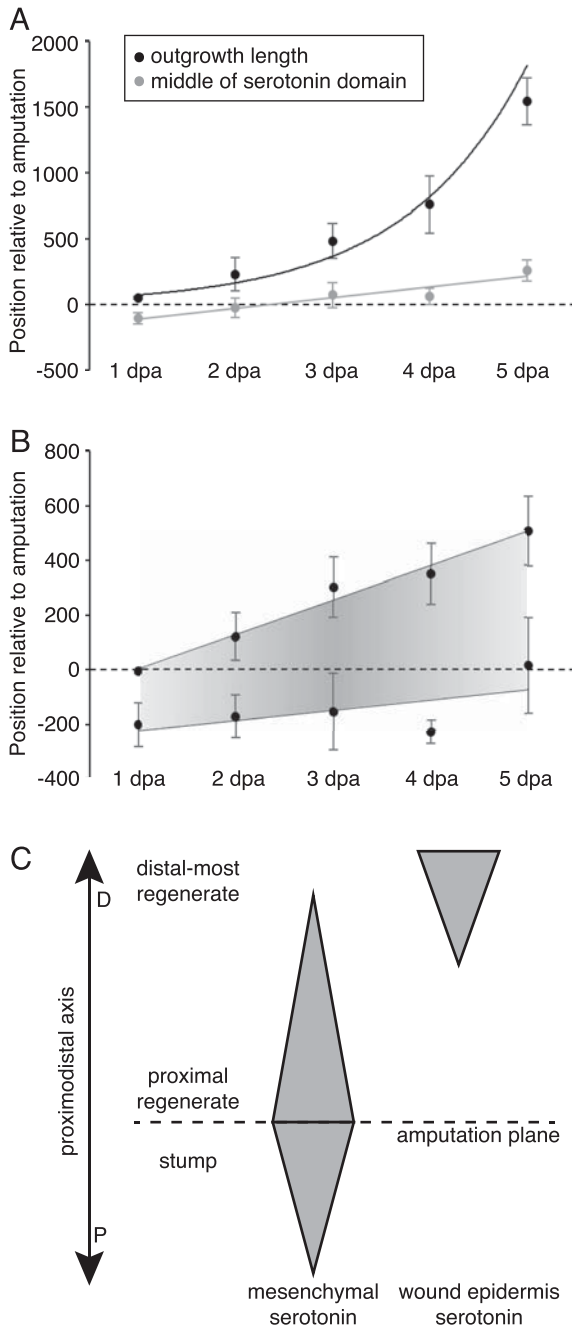 A
Position relative to amputation
2000
1500
1000
500
0
-500
outgrowth length
middle of serotonin domain
1 dpa 2 dpa 3 dpa 4 dpa 5 dpa
B
Position relative to amputation
800
600
400
200
0
-200
-400
1 dpa 2 dpa 3 dpa 4 dpa 5 dpa
C
proximodistal axis
D
P
distal-most
regenerate
proximal
regenerate
amputation plane
stump
mesenchymal
serotonin
wound epidermis
serotonin